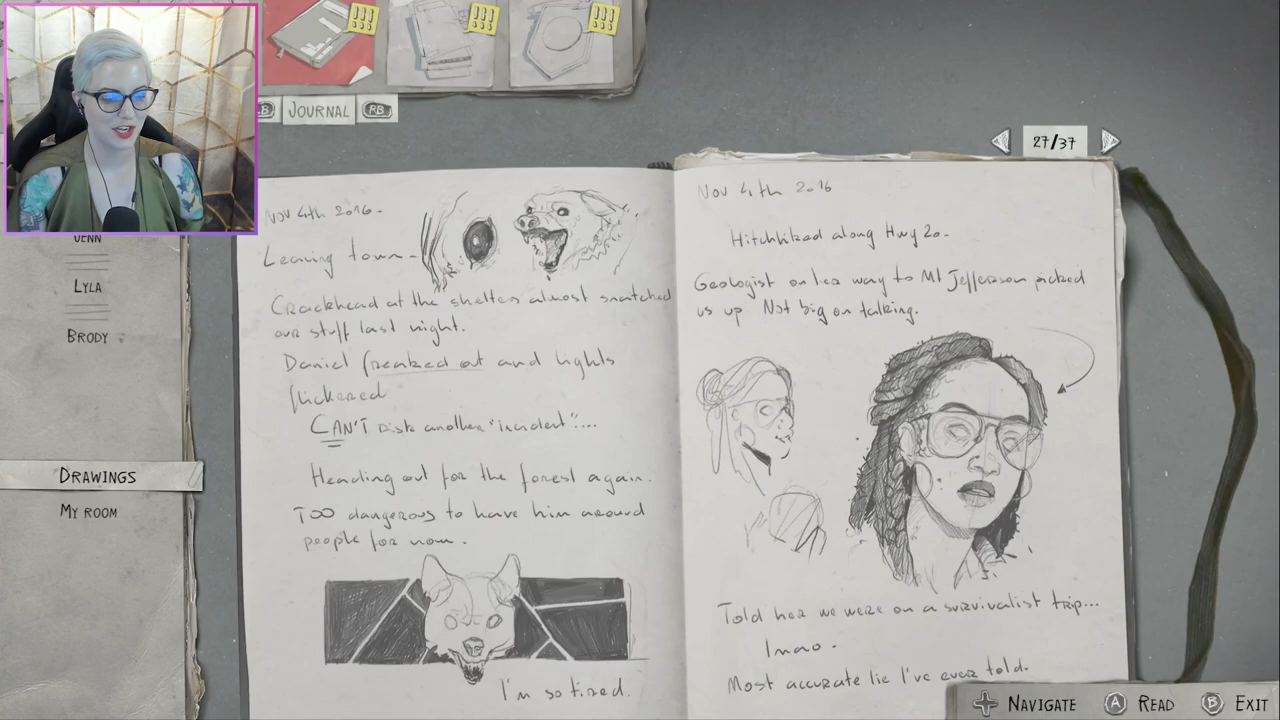 JOURNAL
RB
27/37
JENN
LYLA
BRODY
DRAWINGS
MY ROOM
Nov 4th 2016-
Leaving town-
Crackhead at the shelter almost snatched
our stuff last night.
Daniel freaked out and lights
flickered
CAN'T Risk another "Incident"...
Heading out for the forest again.
TOO dangerous to have him around
people for now.
I'm so tired.
Nov 4th 2016
Hitchhiked along Hwy 20-
Geologist on her way to Mt Jefferson picked
us up Not big on talking.
Told her we were on a survivalist trip...
lmao.
Most accurate lie I've ever told.
NAVIGATE
A READ
B EXIT